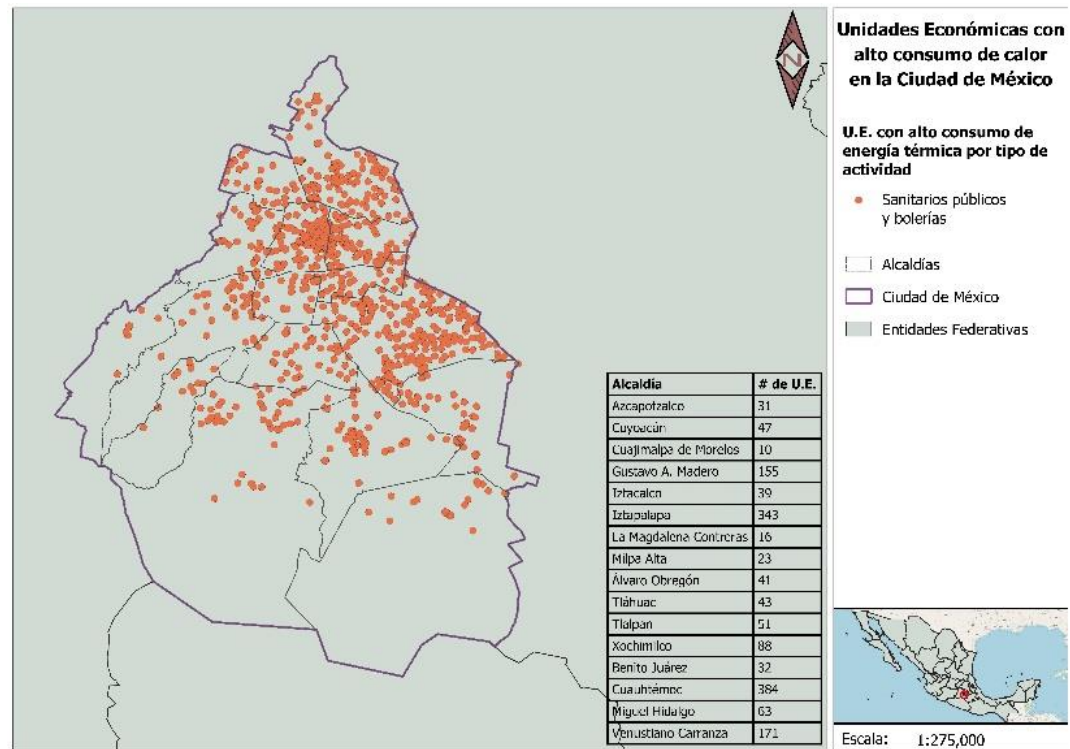 N
Unidades Económicas con
alto consumo de calor
en la Ciudad de México
U.E. con alto consumo de
energía térmica por tipo de
actividad
Sanitarios públicos
y bolerías
Alcaldías
Ciudad de México
Entidades Federativas
Alcaldía # de U.E.
Azcapotzalco 31
Coyoacán 47
Cuajimalpa de Morelos 10
Gustavo A. Madero 155
Iztacalco 39
Iztapalapa 343
La Magdalena Contreras 16
Milpa Alta 23
Álvaro Obregón 41
Tláhuac 43
Tlalpan 51
Xochimilco 88
Benito Juárez 32
Cuauhtémoc 384
Miguel Hidalgo 63
Venustiano Carranza 171
Escala: 1:275,000